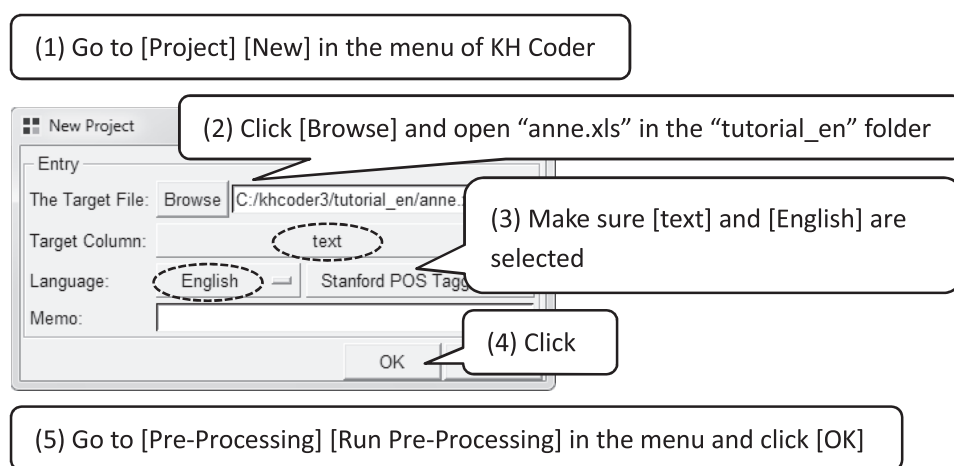 (1) Go to [Project] [New] in the menu of KH Coder
New Project
(2) Click [Browse] and open “anne.xls” in the “tutorial_en” folder
Entry
The Target File: Browse C:/khcoder3/tutorial_en/anne.x
(3) Make sure [text] and [English] are
selected
Target Column: text
Language: English Stanford POS Tagg
Memo:
(4) Click
OK
(5) Go to [Pre-Processing] [Run Pre-Processing] in the menu and click [OK]